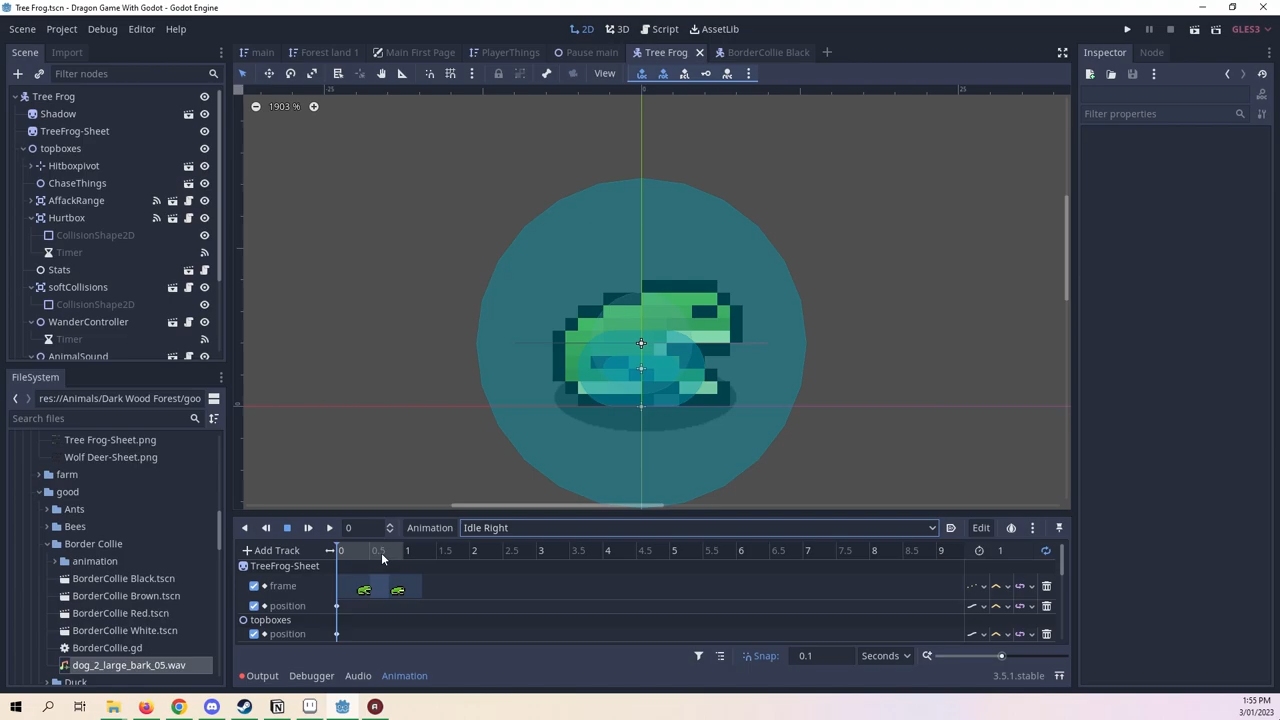 Tree Frog.tscn - Dragon Game With Godot - Godot Engine
Scene Project Debug Editor Help
2D 3D Script AssetLib
GLES3
Scene Import
main Forest land 1 Main First Page PlayerThings Pause main Tree Frog BorderCollie Black
Inspector Node
Filter nodes
View
-25 0 25
1903 %
Filter properties
Tree Frog
Shadow
TreeFrog-Sheet
topboxes
Hitboxpivot
ChaseThings
AffackRange
Hurtbox
CollisionShape2D
Timer
Stats
softCollisions
CollisionShape2D
WanderController
Timer
AnimalSound
FileSystem
res://Animals/Dark Wood Forest/goo
Search files
Tree Frog-Sheet.png
Wolf Deer-Sheet.png
farm
good
Ants
Bees
Border Collie
animation
BorderCollie Black.tscn
BorderCollie Brown.tscn
BorderCollie Red.tscn
BorderCollie White.tscn
BorderCollie.gd
dog_2_large_bark_05.wav
Duck
0 Animation Idle Right Edit
Add Track 0 0.5 1 1.5 2 2.5 3 3.5 4 4.5 5 5.5 6 6.5 7 7.5 8 8.5 9 1
TreeFrog-Sheet
frame
position
topboxes
position
Snap: 0.1 Seconds
Output Debugger Audio Animation
3.5.1.stable
1:55 PM
3/01/2023